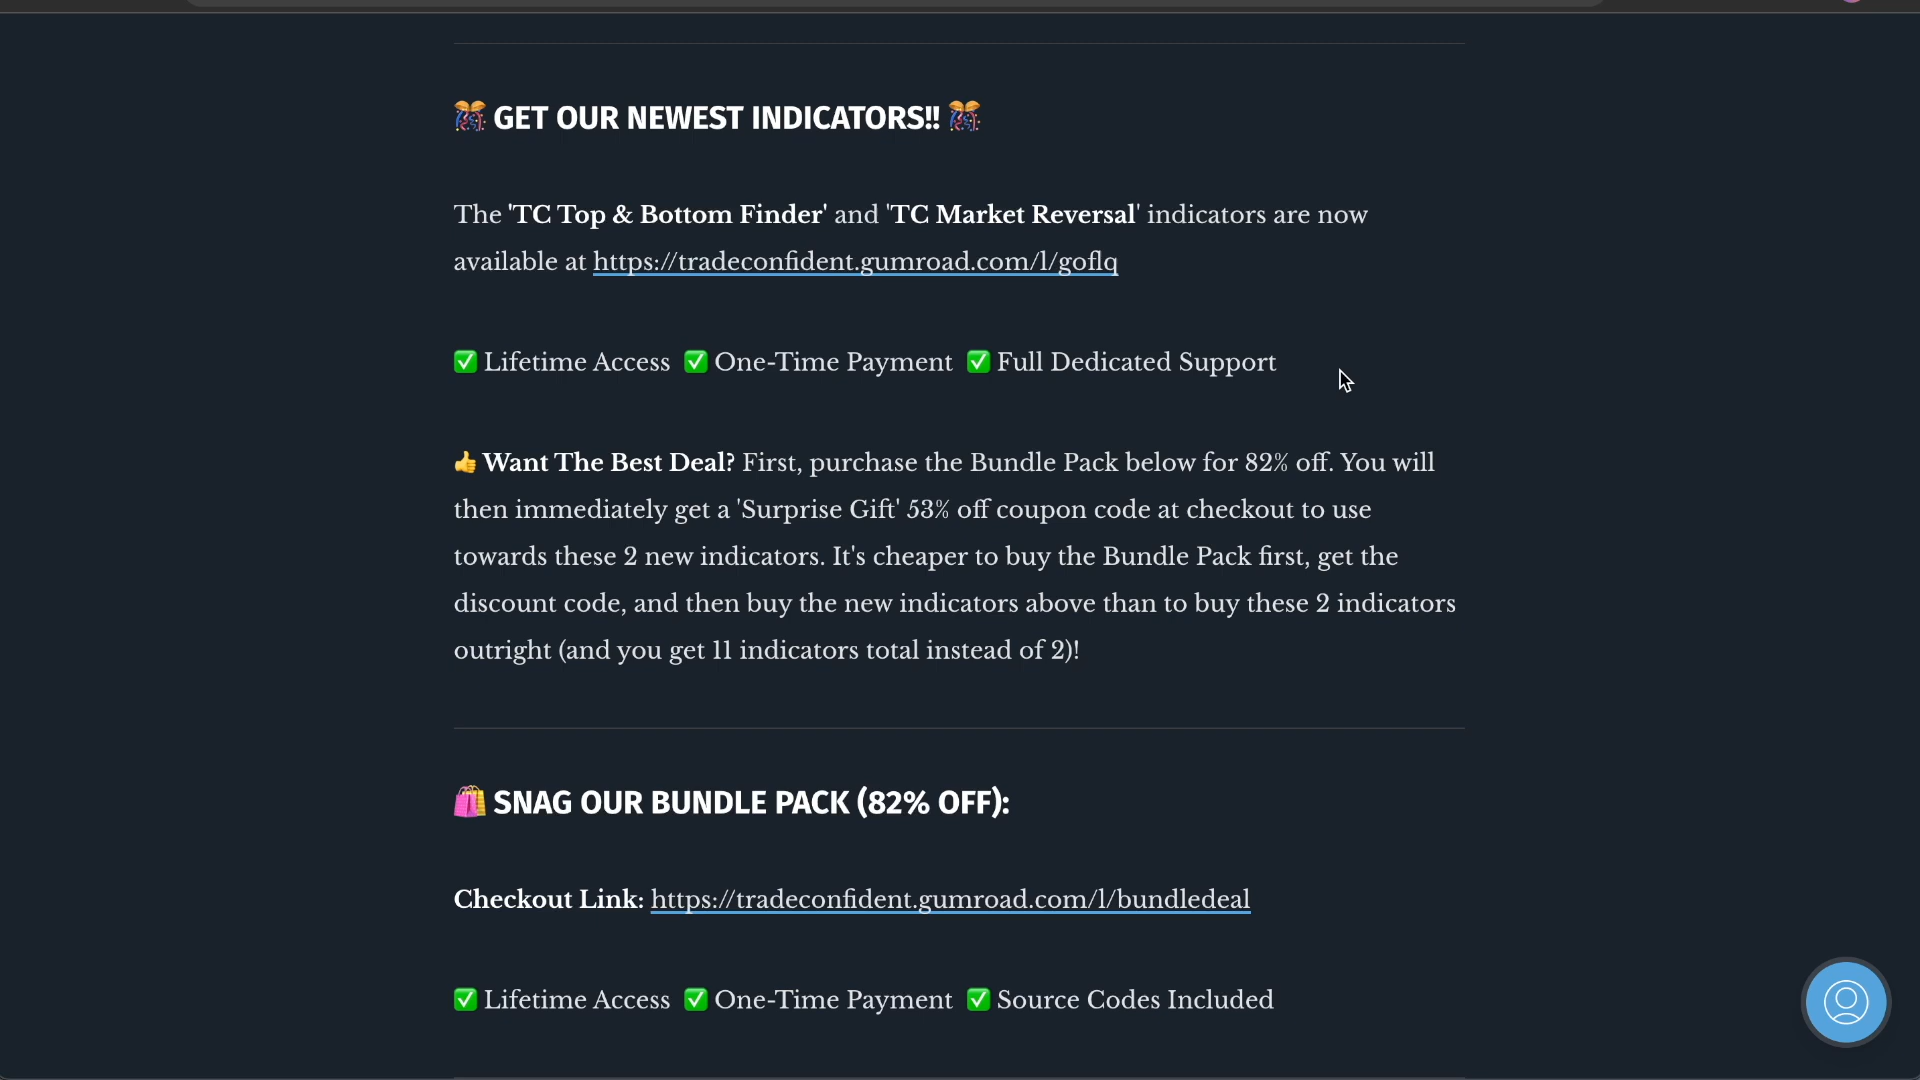 🎊 GET OUR NEWEST INDICATORS!! 🎊
The 'TC Top & Bottom Finder' and 'TC Market Reversal' indicators are now
available at https://tradeconfident.gumroad.com/l/goflq
✅ Lifetime Access ✅ One-Time Payment ✅ Full Dedicated Support
👍 Want The Best Deal? First, purchase the Bundle Pack below for 82% off. You will
then immediately get a 'Surprise Gift' 53% off coupon code at checkout to use
towards these 2 new indicators. It's cheaper to buy the Bundle Pack first, get the
discount code, and then buy the new indicators above than to buy these 2 indicators
outright (and you get 11 indicators total instead of 2)!
🛍️ SNAG OUR BUNDLE PACK (82% OFF):
Checkout Link: https://tradeconfident.gumroad.com/l/bundledeal
✅ Lifetime Access ✅ One-Time Payment ✅ Source Codes Included